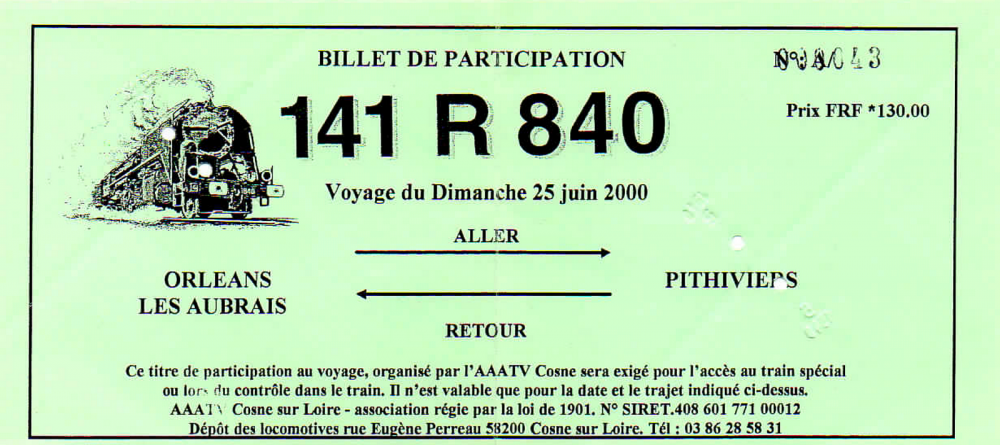 BILLET DE PARTICIPATION
N°: A/ 043
141 R 840
Prix FRF *130.00
Voyage du Dimanche 25 juin 2000
ALLER
ORLEANS
LES AUBRAIS
PITHIVIERS
RETOUR
Ce titre de participation au voyage, organisé par l'AAATV Cosne sera exigé pour l'accès au train spécial
ou lors du contrôle dans le train. Il n'est valable que pour la date et le trajet indiqué ci-dessus.
AAATV Cosne sur Loire - association régie par la loi de 1901. N° SIRET.408 601 771 00012
Dépôt des locomotives rue Eugène Perreau 58200 Cosne sur Loire. Tél : 03 86 28 58 31